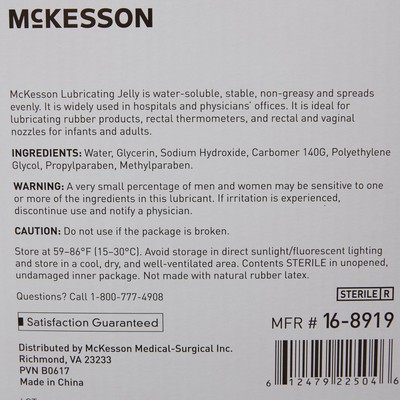 McKESSON
McKesson Lubricating Jelly is water-soluble, stable, non-greasy and spreads
evenly. It is widely used in hospitals and physicians' offices. It is ideal for
lubricating rubber products, rectal thermometers, and rectal and vaginal
nozzles for infants and adults.
INGREDIENTS: Water, Glycerin, Sodium Hydroxide, Carbomer 140G, Polyethylene
Glycol, Propylparaben, Methylparaben.
WARNING: A very small percentage of men and women may be sensitive to one
or more of the ingredients in this lubricant. If irritation is experienced,
discontinue use and notify a physician.
CAUTION: Do not use if the package is broken.
Store at 59–86°F (15–30°C). Avoid storage in direct sunlight/fluorescent lighting
and store in a cool, dry, and well-ventilated area. Contents STERILE in unopened,
undamaged inner package. Not made with natural rubber latex.
Questions? Call 1-800-777-4908
STERILE R
Satisfaction Guaranteed
MFR # 16-8919
Distributed by McKesson Medical-Surgical Inc.
Richmond, VA 23233
PVN B0617
Made in China
6 12479 22504 6